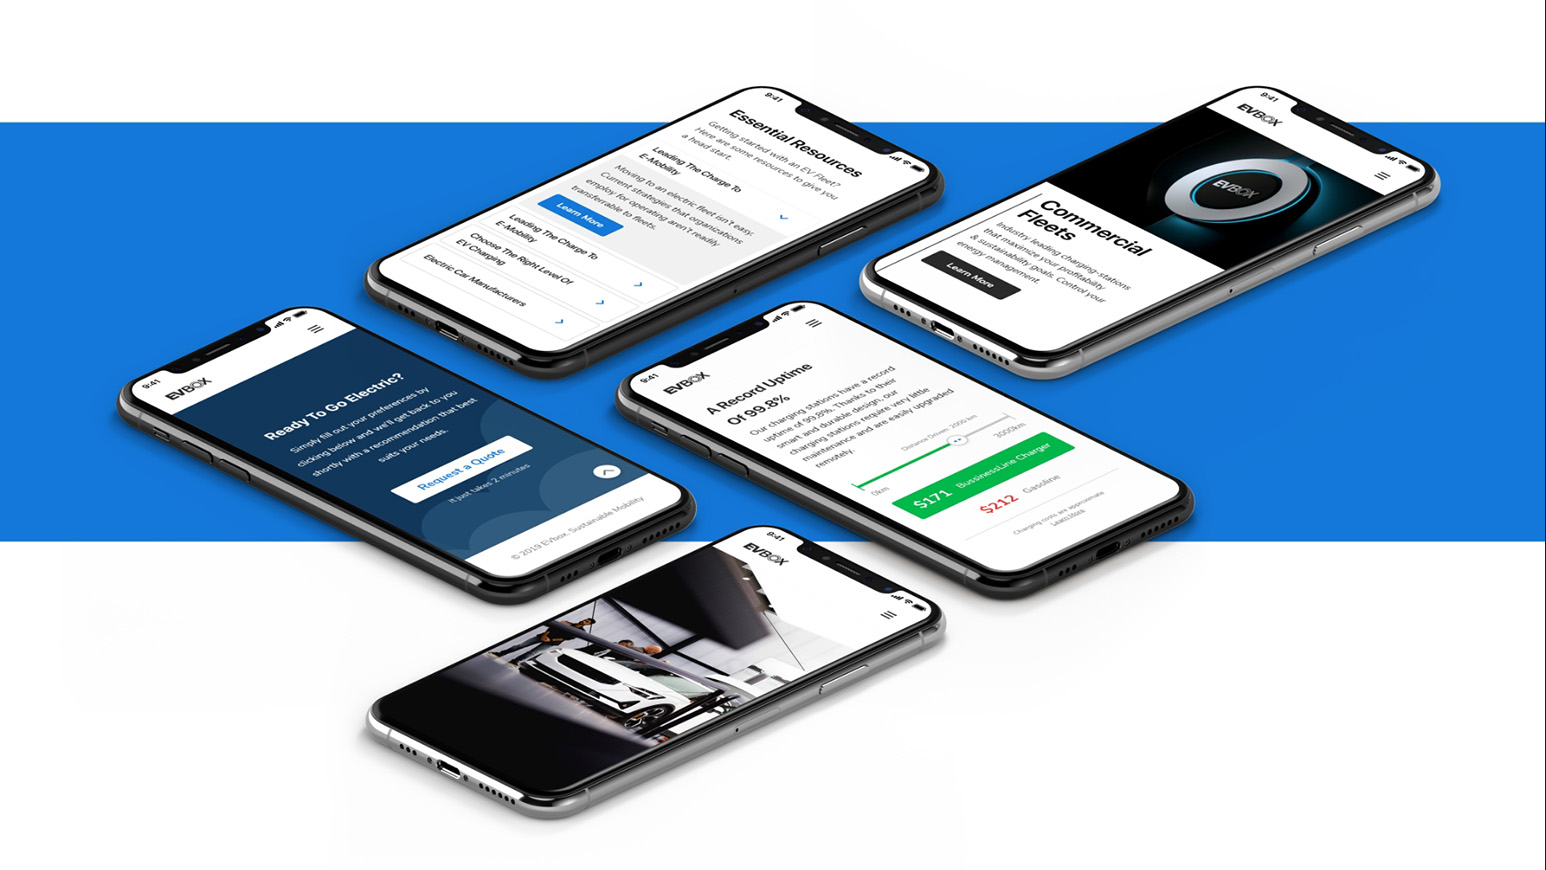 9:41
Essential Resources
Getting started with an EV Fleet?
Here are some resources to give you
a head start.
Leading The Charge To
E-Mobility
Moving to an electric fleet isn't easy.
Current strategies that organizations
employ for operating aren't readily
transferrable to fleets.
Learn More
Leading The Charge To
E-Mobility
Choose The Right Level Of
EV Charging
Electric Car Manufacturers
9:41
EVBOX
EVBOX
Commercial
Fleets
Industry leading charging-stations
that maximize your profitability
& sustainability goals. Control your
energy management.
Learn More
9:41
EVBOX
Ready To Go Electric?
Simply fill out your preferences by
clicking below and we'll get back to you
shortly with a recommendation that best
suits your needs.
Request a Quote
It just takes 2 minutes
© 2019 EVbox. Sustainable Mobility
9:41
EVBOX
A Record Uptime
Of 99.8%
Our charging stations have a record
uptime of 99.8%. Thanks to their
smart and durable design, our
charging stations require very little
maintenance and are easily upgraded
remotely.
Distance Driven: 2000 km
0km
3000km
$171 BussinessLine Charger
$212 Gasoline
Charging costs are approximate
Learn More
9:41
EVBOX